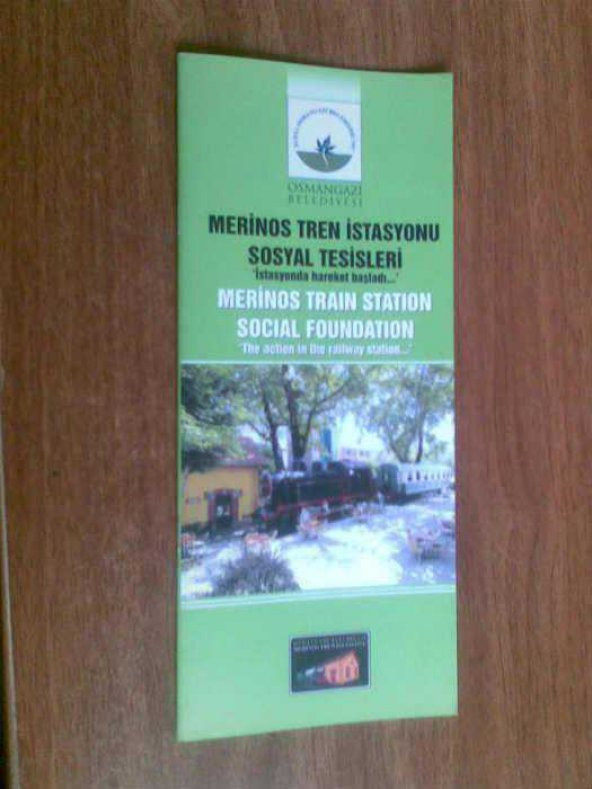 OSMANGAZİ
BELEDİYESİ
MERİNOS TREN İSTASYONU
SOSYAL TESİSLERİ
'İstasyonda hareket başladı...'
MERİNOS TRAIN STATION
SOCIAL FOUNDATION
'The action in the railway station...'